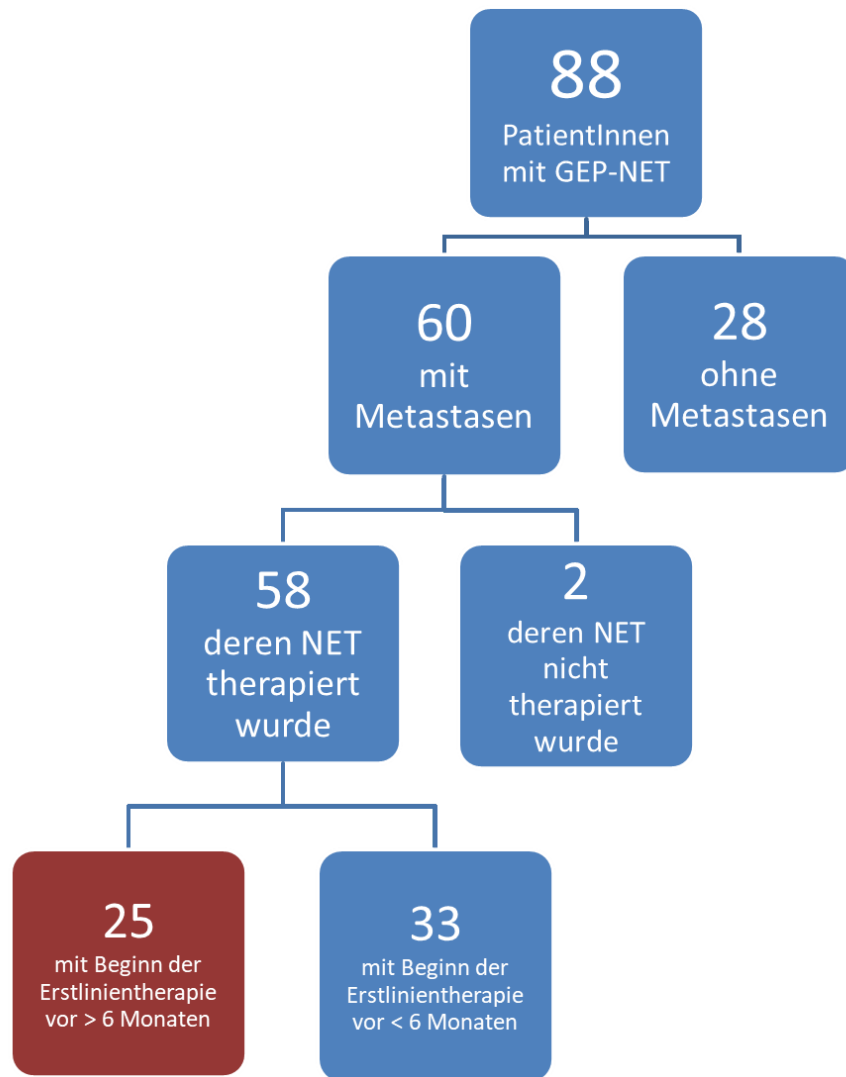 88
PatientInnen
mit GEP-NET
60
mit
Metastasen
28
ohne
Metastasen
58
deren NET
therapiert
wurde
2
deren NET
nicht
therapiert
wurde
25
mit Beginn der
Erstlinientherapie
vor > 6 Monaten
33
mit Beginn der
Erstlinientherapie
vor < 6 Monaten